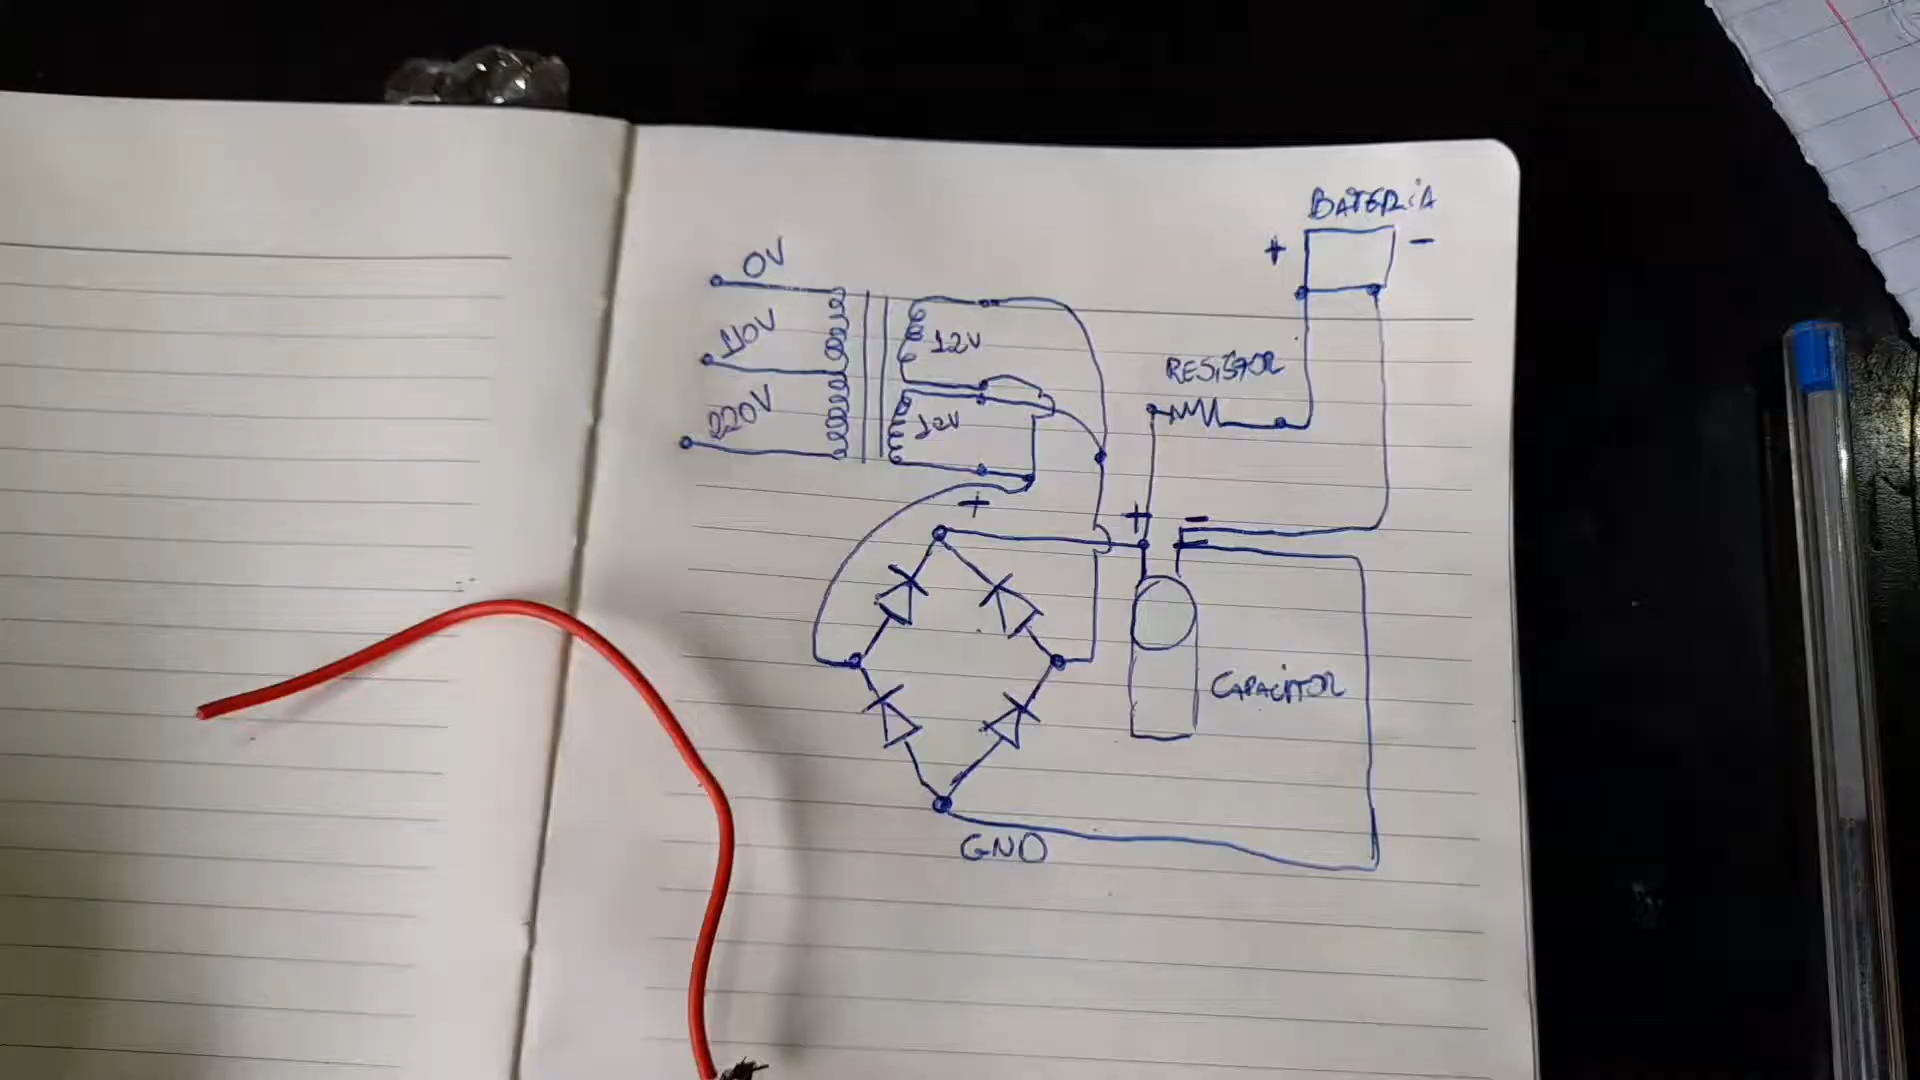 BATERIA
+ -
0V
110V
220V
12V
12V
RESISTOR
+
+ -
CAPACITOR
GND